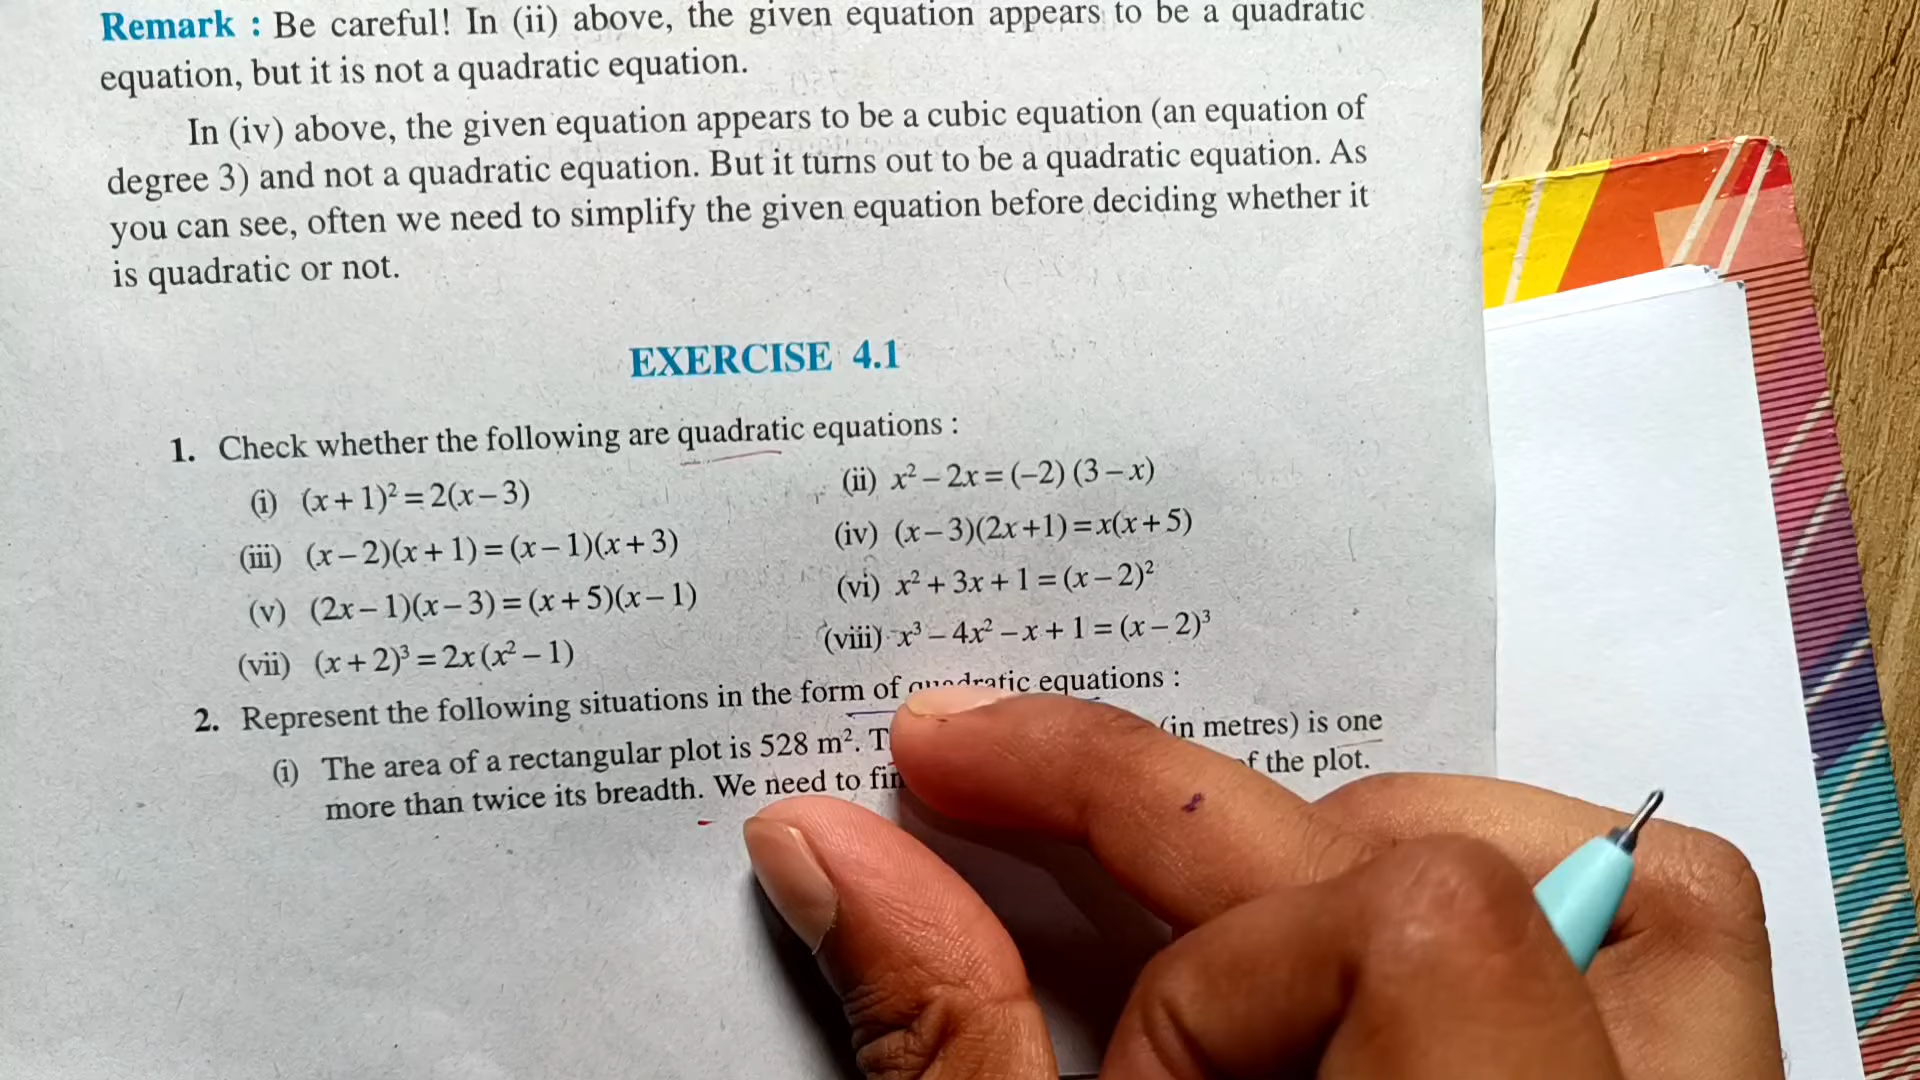 Remark : Be careful! In (ii) above, the given equation appears to be a quadratic
equation, but it is not a quadratic equation.
In (iv) above, the given equation appears to be a cubic equation (an equation of
degree 3) and not a quadratic equation. But it turns out to be a quadratic equation. As
you can see, often we need to simplify the given equation before deciding whether it
is quadratic or not.
EXERCISE 4.1
1. Check whether the following are quadratic equations :
(i) (x + 1)² = 2(x – 3)
(ii) x² – 2x = (–2) (3 – x)
(iii) (x – 2)(x + 1) = (x – 1)(x + 3)
(iv) (x – 3)(2x +1) = x(x + 5)
(v) (2x – 1)(x – 3) = (x + 5)(x – 1)
(vi) x² + 3x + 1 = (x – 2)²
(vii) (x + 2)³ = 2x (x² – 1)
(viii) x³ – 4x² – x + 1 = (x – 2)³
2. Represent the following situations in the form of quadratic equations :
(i) The area of a rectangular plot is 528 m². (in metres) is one
more than twice its breadth. We need to the plot.